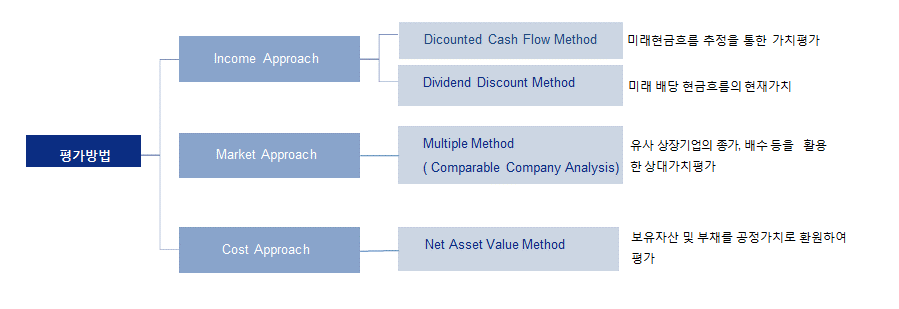 평가방법
Income Approach
Dicounted Cash Flow Method
미래현금흐름 추정을 통한 가치평가
Dividend Discount Method
미래 배당 현금흐름의 현재가치
Market Approach
Multiple Method
( Comparable Company Analysis)
유사 상장기업의 종가, 배수 등을 활용
한 상대가치평가
Cost Approach
Net Asset Value Method
보유자산 및 부채를 공정가치로 환원하여
평가